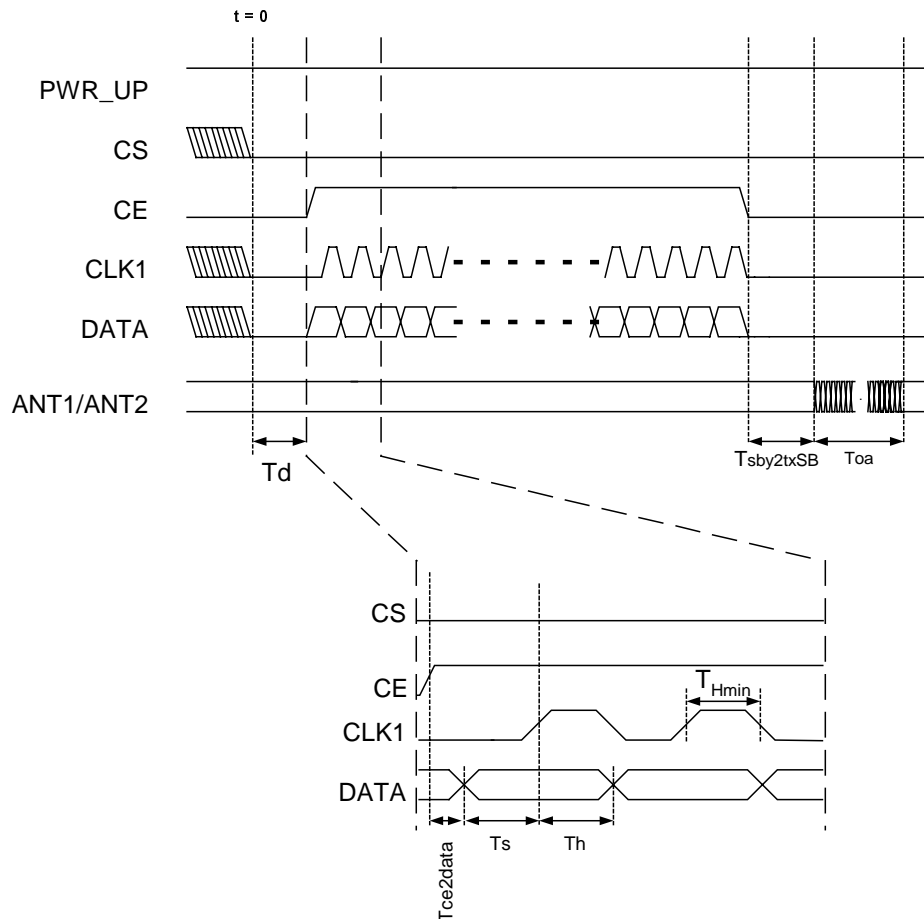 t = 0
PWR_UP
CS
CE
CLK1
DATA
ANT1/ANT2
Td
Tsby2txSB
Toa
CS
CE
THmin
CLK1
DATA
Ts
Th
Tce2data